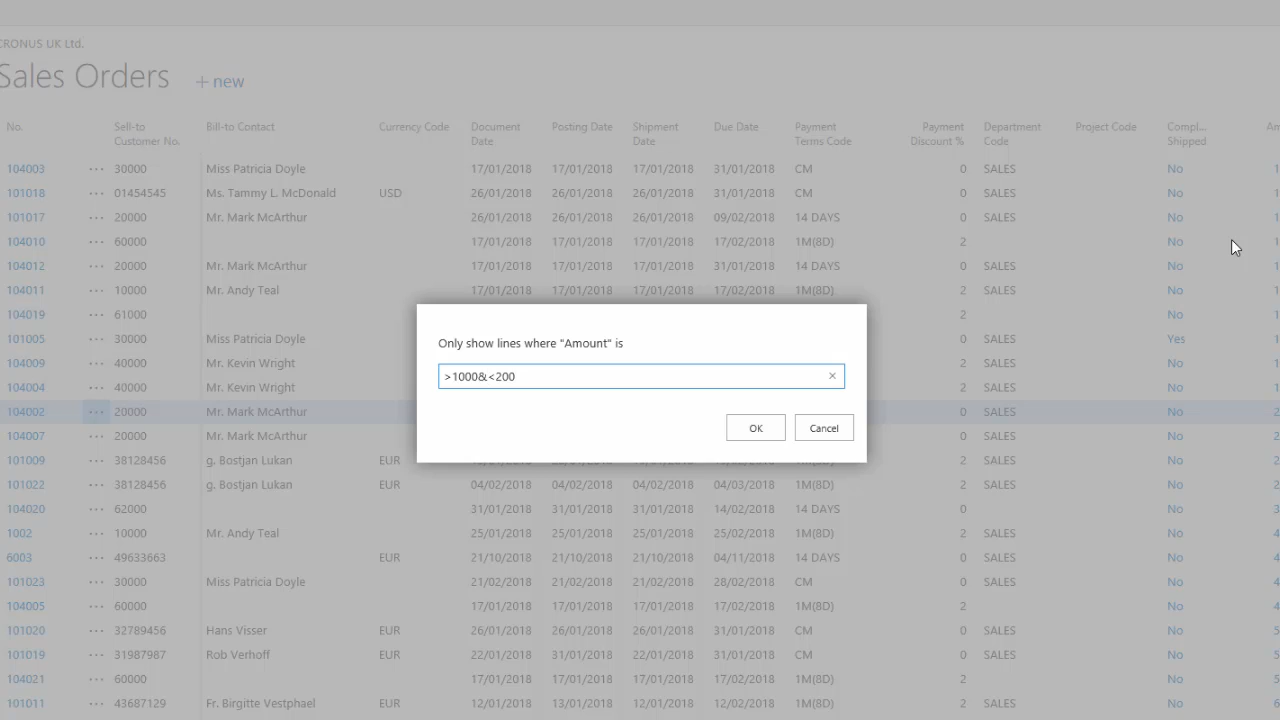 CRONUS UK Ltd.
Sales Orders + new
No. Sell-to Customer No. Bill-to Contact Currency Code Document Date Posting Date Shipment Date Due Date Payment Terms Code Payment Discount % Department Code Project Code Compl... Shipped
104003 ··· 30000 Miss Patricia Doyle 17/01/2018 17/01/2018 17/01/2018 31/01/2018 CM 0 SALES No
101018 ··· 01454545 Ms. Tammy L. McDonald USD 26/01/2018 26/01/2018 26/01/2018 31/01/2018 CM 0 SALES No
101017 ··· 20000 Mr. Mark McArthur 26/01/2018 26/01/2018 26/01/2018 09/02/2018 14 DAYS 0 SALES No
104010 ··· 60000 17/01/2018 17/01/2018 17/01/2018 17/02/2018 1M(8D) 2 No
104012 ··· 20000 Mr. Mark McArthur 17/01/2018 17/01/2018 17/01/2018 31/01/2018 14 DAYS 0 SALES No
104011 ··· 10000 Mr. Andy Teal 17/01/2018 17/01/2018 17/01/2018 17/02/2018 1M(8D) 2 SALES No
104019 ··· 61000 2 No
101005 ··· 30000 Miss Patricia Doyle 0 SALES Yes
104009 ··· 40000 Mr. Kevin Wright 2 SALES No
104004 ··· 40000 Mr. Kevin Wright 2 SALES No
104002 ··· 20000 Mr. Mark McArthur 0 SALES No
104007 ··· 20000 Mr. Mark McArthur 0 SALES No
101009 ··· 38128456 g. Bostjan Lukan EUR 2 SALES No
101022 ··· 38128456 g. Bostjan Lukan EUR 04/02/2018 04/02/2018 04/02/2018 04/03/2018 1M(8D) 2 SALES No
104020 ··· 62000 31/01/2018 31/01/2018 31/01/2018 14/02/2018 14 DAYS 0 No
1002 ··· 10000 Mr. Andy Teal 25/01/2018 25/01/2018 25/01/2018 25/02/2018 1M(8D) 2 SALES No
6003 ··· 49633663 EUR 21/10/2018 21/10/2018 21/10/2018 04/11/2018 14 DAYS 0 SALES No
101023 ··· 30000 Miss Patricia Doyle 21/02/2018 21/02/2018 21/02/2018 28/02/2018 CM 0 SALES No
104005 ··· 60000 17/01/2018 17/01/2018 17/01/2018 17/02/2018 1M(8D) 2 No
101020 ··· 32789456 Hans Visser EUR 26/01/2018 26/01/2018 26/01/2018 31/01/2018 CM 0 SALES No
101019 ··· 31987987 Rob Verhoff EUR 22/01/2018 31/01/2018 22/01/2018 31/01/2018 CM 0 SALES No
104021 ··· 60000 17/01/2018 17/01/2018 17/01/2018 17/02/2018 1M(8D) 2 No
101011 ··· 43687129 Fr. Birgitte Vestphael EUR 12/01/2018 13/01/2018 12/01/2018 12/02/2018 1M(8D) 2 SALES No
Only show lines where "Amount" is
>1000&<200
OK Cancel